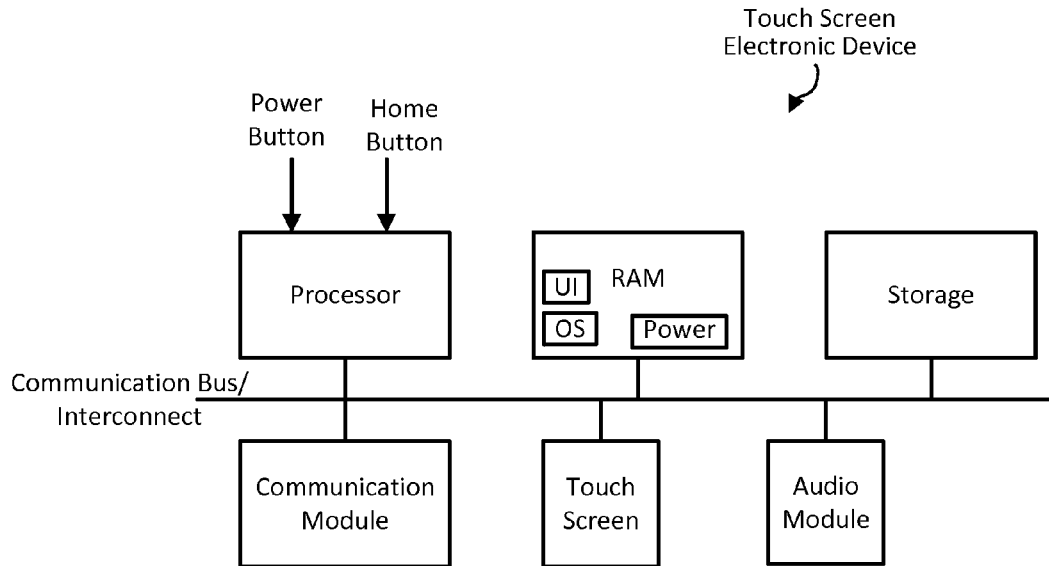 Touch Screen
Electronic Device
Power
Button
Home
Button
Processor
RAM
UI
OS
Power
Storage
Communication Bus/
Interconnect
Communication
Module
Touch
Screen
Audio
Module